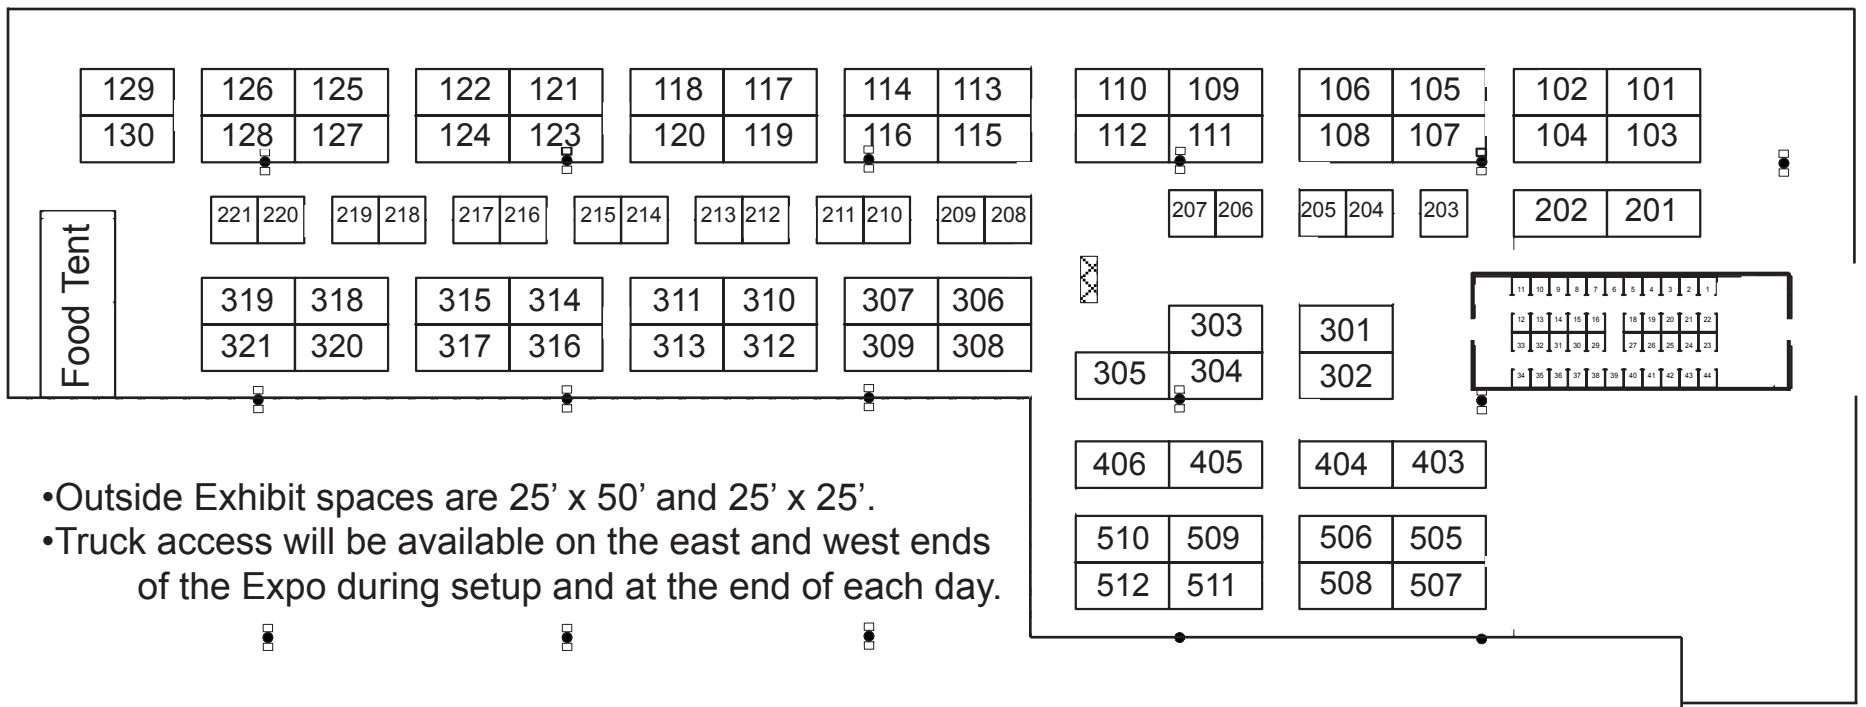 129 126 125 122 121 118 117 114 113 110 109 106 105 102 101
130 128 127 124 123 120 119 116 115 112 111 108 107 104 103
221 220 219 218 217 216 215 214 213 212 211 210 209 208 207 206 205 204 203 202 201
Food Tent
11 10 9 8 7 6 5 4 3 2 1
319 318 315 314 311 310 307 306 303 301
12 13 14 15 16 18 19 20 21 22
321 320 317 316 313 312 309 308 305 304 302
33 32 31 30 29 27 26 25 24 23
34 35 36 37 38 39 40 41 42 43 44
406 405 404 403
•Outside Exhibit spaces are 25’ x 50’ and 25’ x 25’.
•Truck access will be available on the east and west ends
of the Expo during setup and at the end of each day.
510 509 506 505
512 511 508 507